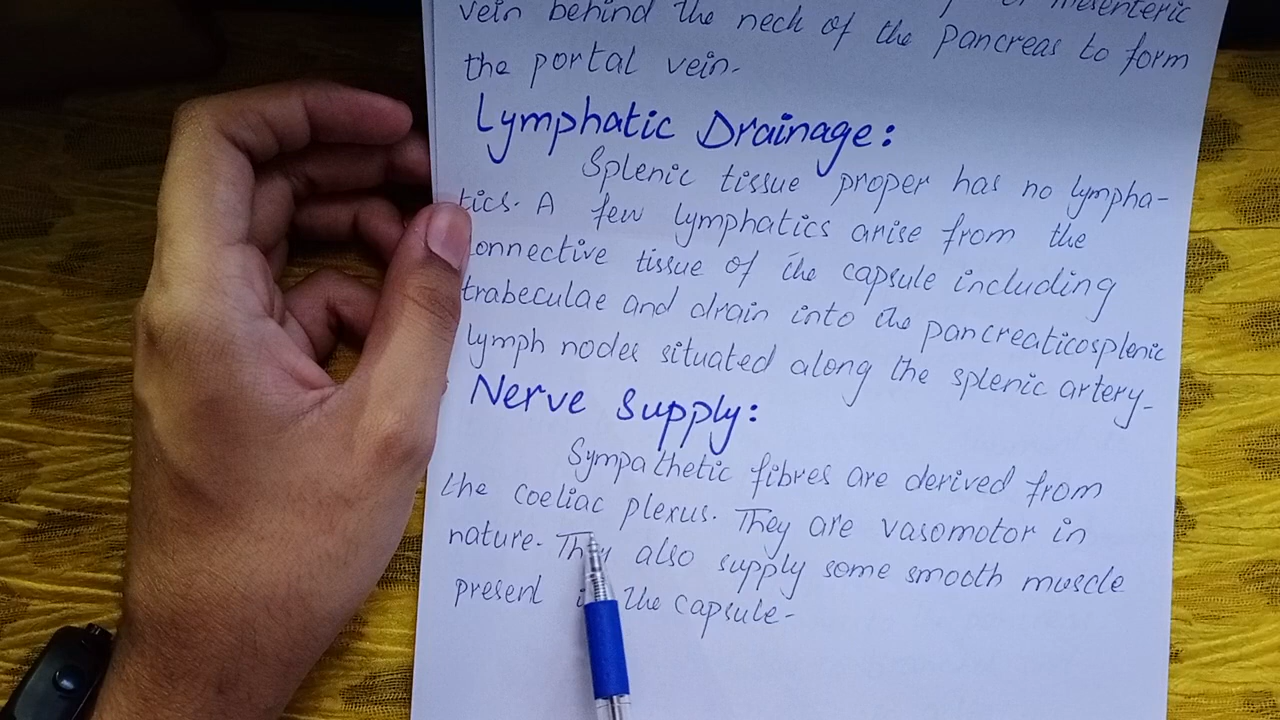 vein behind the neck of the pancreas to form
mesenteric
the portal vein.
Lymphatic Drainage:
Splenic tissue proper has no lympha-
tics. A few lymphatics arise from the
connective tissue of the capsule including
trabeculae and drain into the pancreaticosplenic
lymph nodes situated along the splenic artery.
Nerve Supply:
Sympathetic fibres are derived from
the coeliac plexus. They are vasomotor in
nature. They also supply some smooth muscle
present in the capsule.